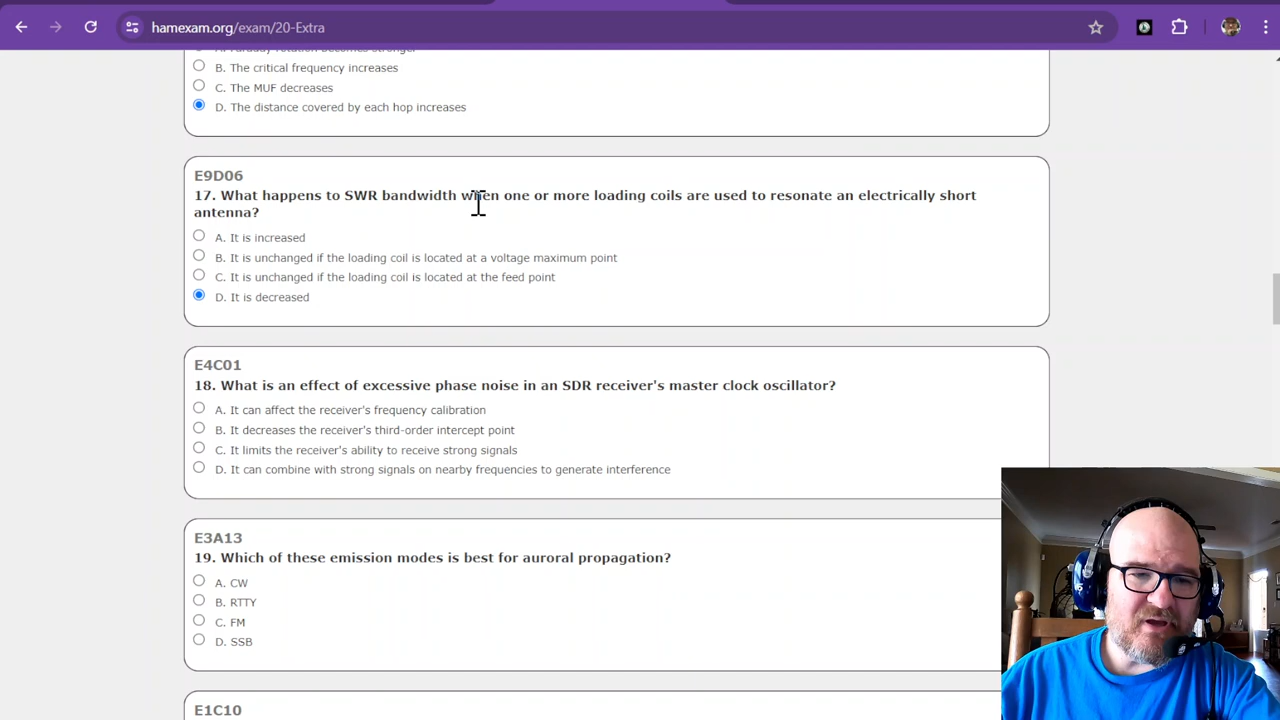 hamexam.org/exam/20-Extra
A. Faraday rotation becomes stronger
B. The critical frequency increases
C. The MUF decreases
D. The distance covered by each hop increases
E9D06
17. What happens to SWR bandwidth when one or more loading coils are used to resonate an electrically short
antenna?
A. It is increased
B. It is unchanged if the loading coil is located at a voltage maximum point
C. It is unchanged if the loading coil is located at the feed point
D. It is decreased
E4C01
18. What is an effect of excessive phase noise in an SDR receiver's master clock oscillator?
A. It can affect the receiver's frequency calibration
B. It decreases the receiver's third-order intercept point
C. It limits the receiver's ability to receive strong signals
D. It can combine with strong signals on nearby frequencies to generate interference
E3A13
19. Which of these emission modes is best for auroral propagation?
A. CW
B. RTTY
C. FM
D. SSB
E1C10